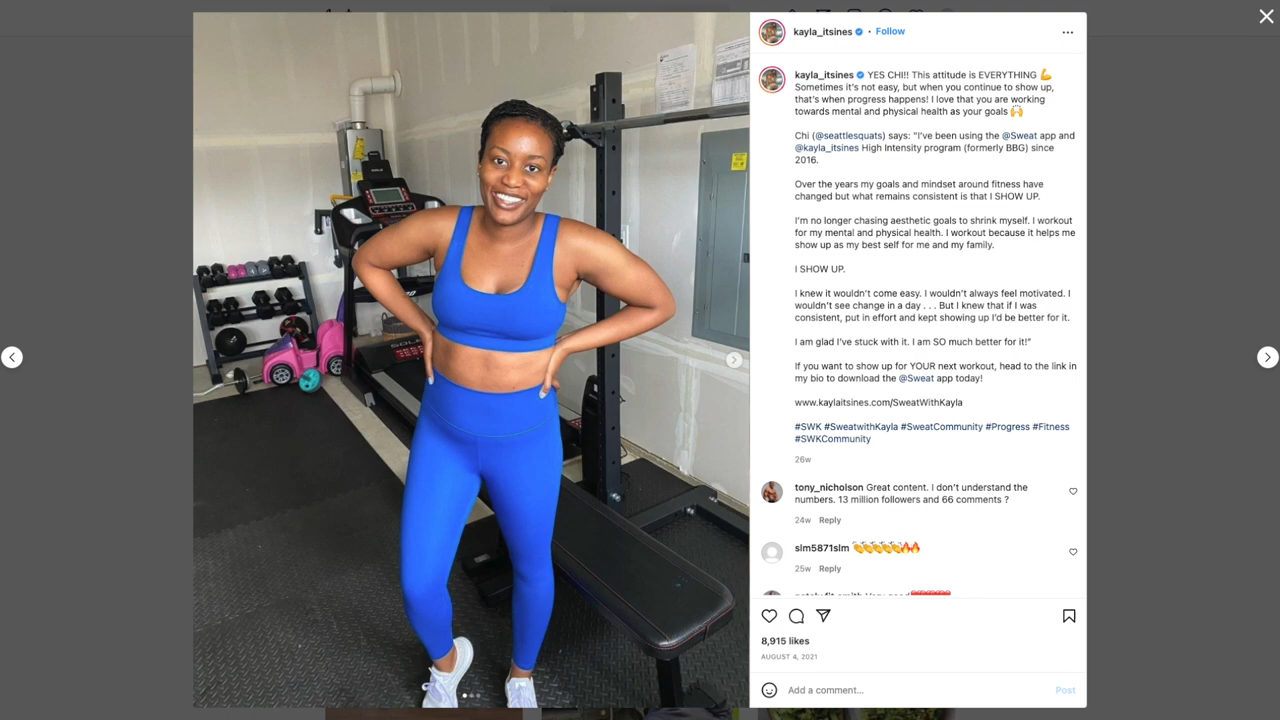 kayla_itsines • Follow
kayla_itsines YES CHI!! This attitude is EVERYTHING 💪
Sometimes it's not easy, but when you continue to show up,
that's when progress happens! I love that you are working
towards mental and physical health as your goals 🙌
Chi (@seattlesquats) says: "I've been using the @Sweat app and
@kayla_itsines High Intensity program (formerly BBG) since
2016.
Over the years my goals and mindset around fitness have
changed but what remains consistent is that I SHOW UP.
I'm no longer chasing aesthetic goals to shrink myself. I workout
for my mental and physical health. I workout because it helps me
show up as my best self for me and my family.
I SHOW UP.
I knew it wouldn't come easy. I wouldn't always feel motivated. I
wouldn't see change in a day . . . But I knew that if I was
consistent, put in effort and kept showing up I'd be better for it.
I am glad I've stuck with it. I am SO much better for it!"
If you want to show up for YOUR next workout, head to the link in
my bio to download the @Sweat app today!
www.kaylaitsines.com/SweatWithKayla
#SWK #SweatwithKayla #SweatCommunity #Progress #Fitness
#SWKCommunity
26w
tony_nicholson Great content. I don't understand the
numbers. 13 million followers and 66 comments ?
24w Reply
slm5871slm 👏👏👏👏👏🔥🔥
25w Reply
8,915 likes
AUGUST 4, 2021
Add a comment...
Post
SOLE